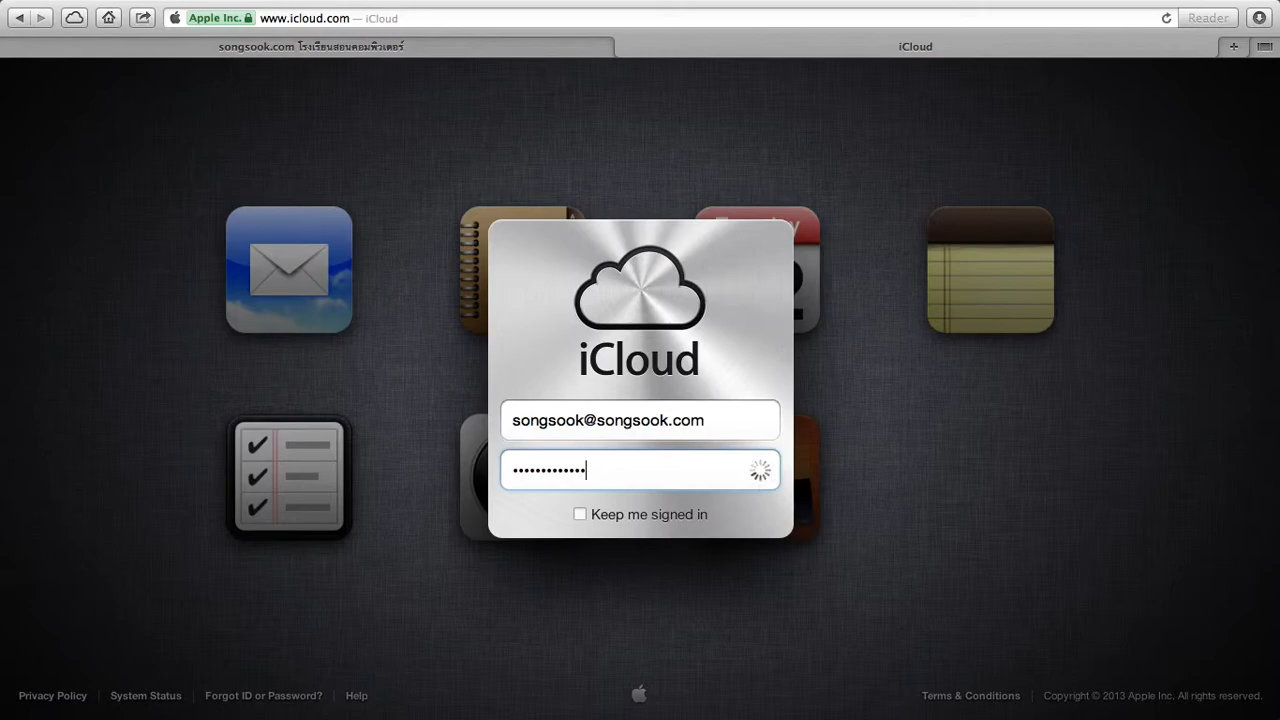 Apple Inc. www.icloud.com — iCloud Reader
songsook.com โรงเรียนสอนคอมพิวเตอร์ iCloud
iCloud
songsook@songsook.com
•••••••••••••
Keep me signed in
Privacy Policy System Status Forgot ID or Password? Help Terms & Conditions Copyright © 2013 Apple Inc. All rights reserved.